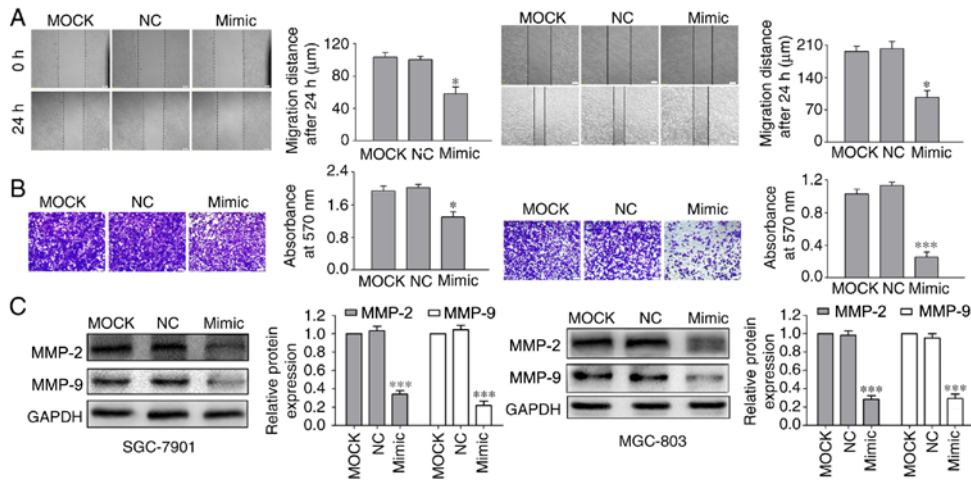 A
MOCK NC Mimic
0 h
24 h
Migration distance
after 24 h (µm)
120
80
40
0
*
MOCK NC Mimic
MOCK NC Mimic
Migration distance
after 24 h (µm)
210
140
70
0
*
MOCK NC Mimic
B
MOCK NC Mimic
Absorbance
at 570 nm
2.4
1.8
1.2
0.6
0.0
*
MOCK NC Mimic
MOCK NC Mimic
Absorbance
at 570 nm
1.2
0.8
0.4
0.0
***
MOCK NC Mimic
C
MOCK NC Mimic
MMP-2
MMP-9
GAPDH
SGC-7901
MMP-2 MMP-9
Relative protein
expression
1.2
1.0
0.8
0.6
0.4
0.2
0.0
*** ***
MOCK NC Mimic MOCK NC Mimic
MOCK NC Mimic
MMP-2
MMP-9
GAPDH
MGC-803
MMP-2 MMP-9
Relative protein
expression
1.2
1.0
0.8
0.6
0.4
0.2
0.0
*** ***
MOCK NC Mimic MOCK NC Mimic